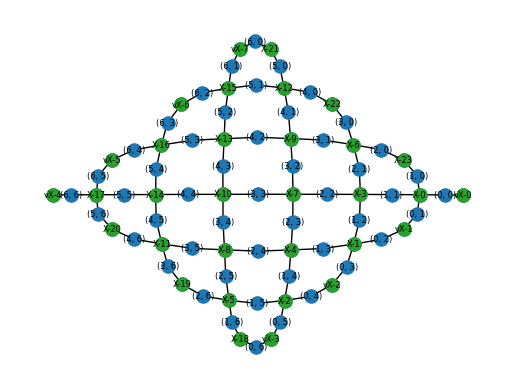 (6, 0)
vX-7 X-21
(6, 1) (5, 0)
X-15 (5, 1) X-12
(6, 2) (4, 0)
vX-6 X-22
(5, 2) (4, 1)
(6, 3) (3, 0)
X-13 (4, 2) X-9
(5, 3) (3, 1)
X-16 X-6
(6, 4) (2, 0)
vX-5 X-23
(4, 3) (3, 2)
(5, 4) (2, 1)
(6, 5) (1, 0)
vX-4 (6, 6) X-17 (5, 5) X-14 (4, 4) X-10 (3, 3) X-7 (2, 2) X-3 (1, 1) X-0 (0, 0) vX-0
(5, 6) (0, 1)
(4, 5) (1, 2)
(3, 4) (2, 3)
X-20 vX-1
(4, 6) (0, 2)
X-11 X-1
(3, 5) (1, 3)
X-8 (2, 4) X-4
(3, 6) (0, 3)
(2, 5) (1, 4)
X-19 vX-2
(2, 6) (0, 4)
X-5 (1, 5) X-2
(1, 6) (0, 5)
X-18 vX-3
(0, 6)